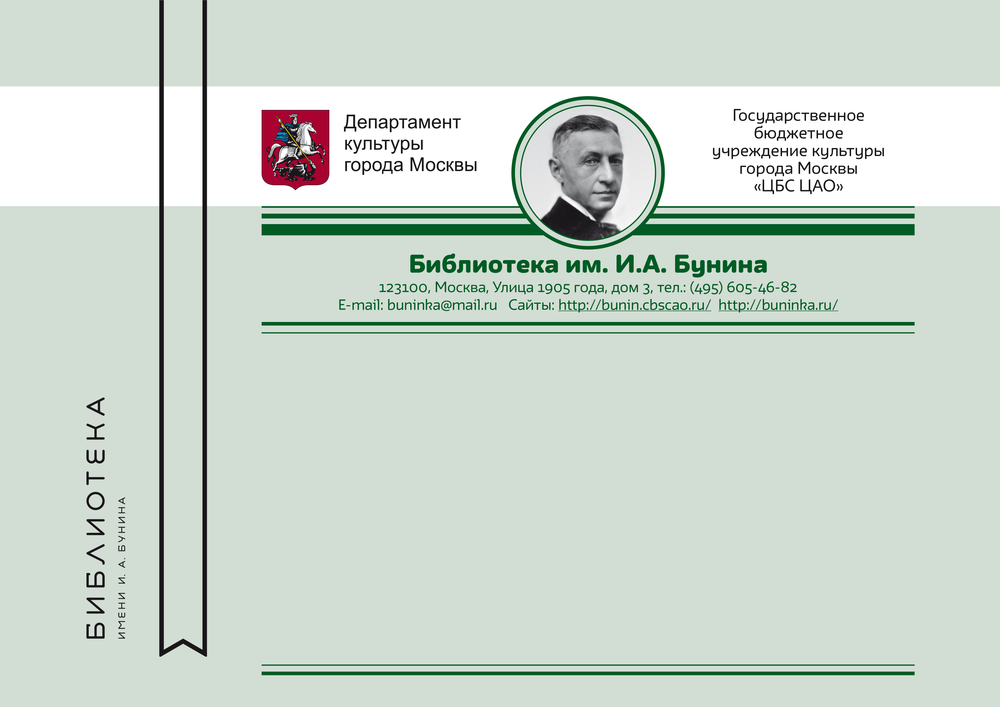 Департамент
культуры
города Москвы
Государственное
бюджетное
учреждение культуры
города Москвы
«ЦБС ЦАО»
Библиотека им. И.А. Бунина
123100, Москва, Улица 1905 года, дом 3, тел.: (495) 605-46-82
E-mail: buninka@mail.ru Сайты: http://bunin.cbscao.ru/ http://buninka.ru/
БИБЛИОТЕКА
ИМЕНИ И. А. БУНИНА